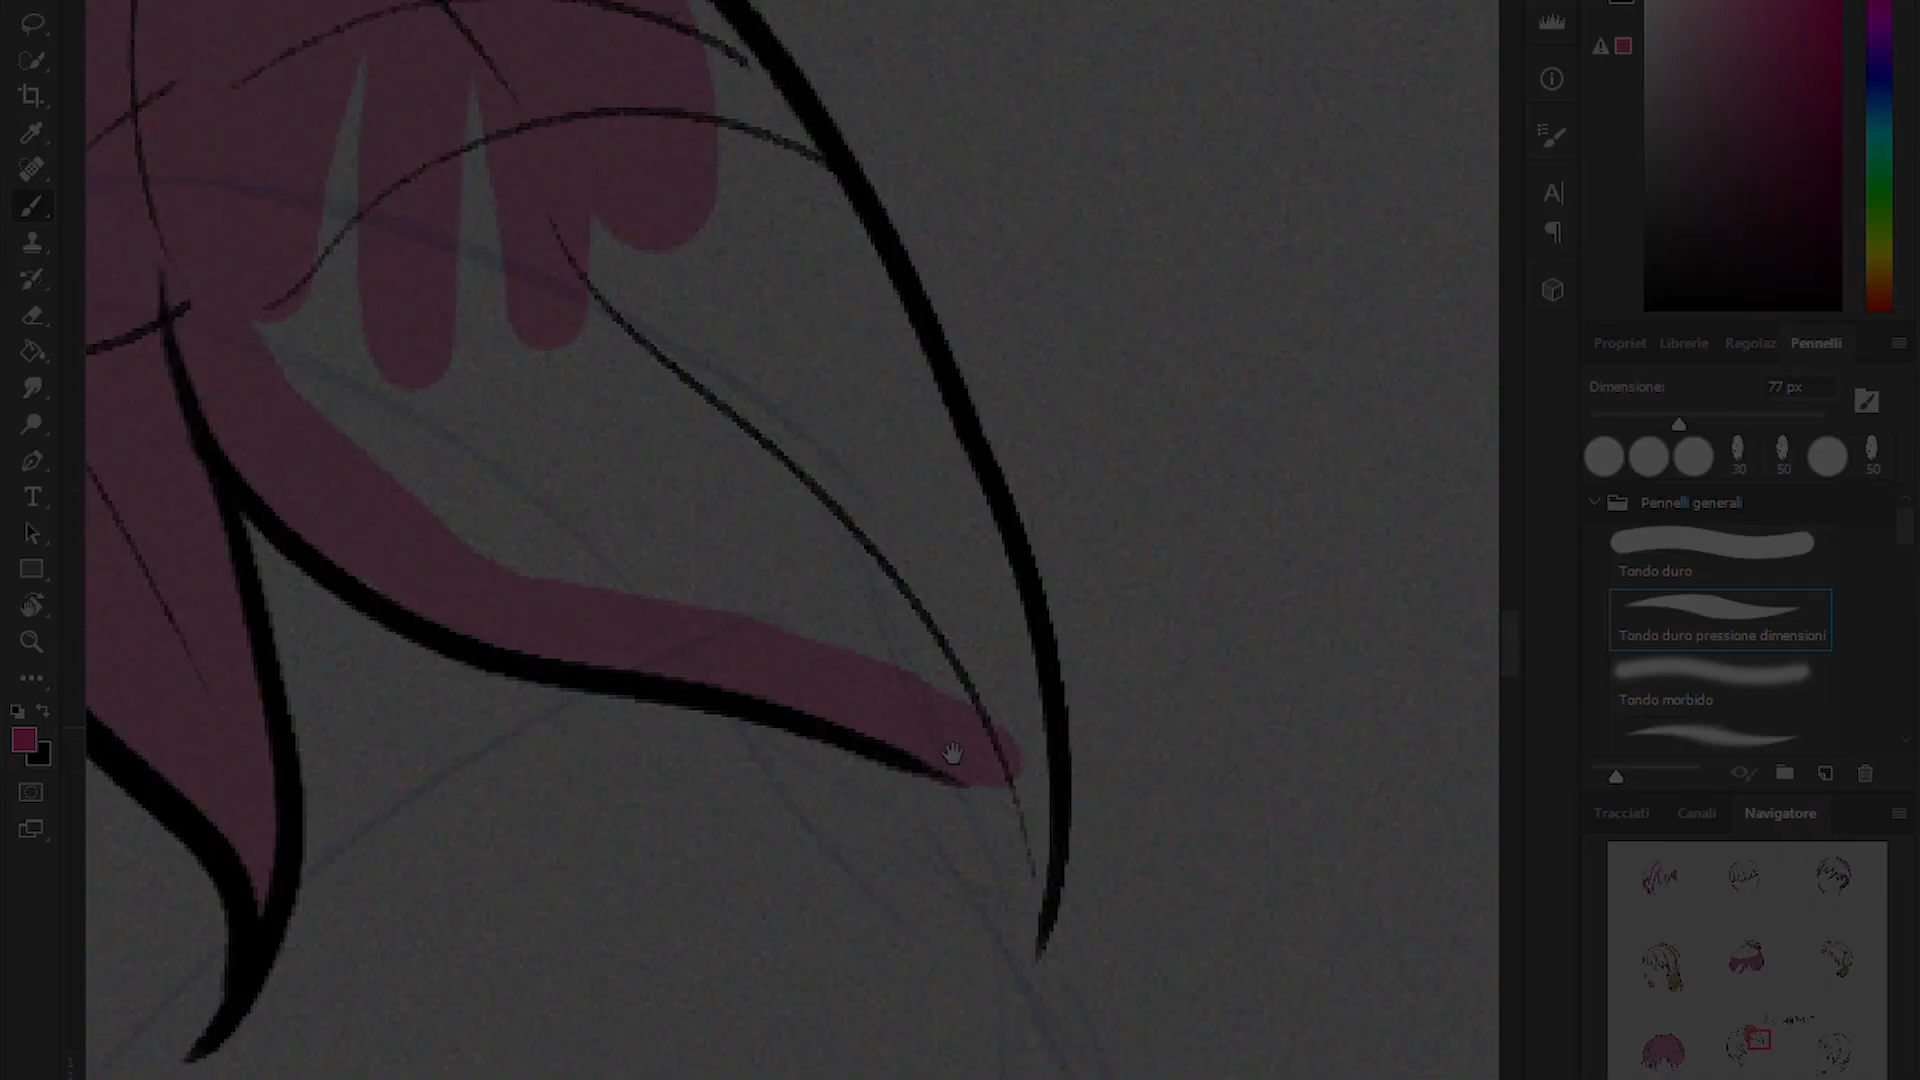 Propriet Librerie Regolaz Pennelli
Dimensione: 77 px
30 50 50
Pennelli generali
Tondo duro
Tondo duro pressione dimensioni
Tondo morbido
Tracciati Canali Navigatore